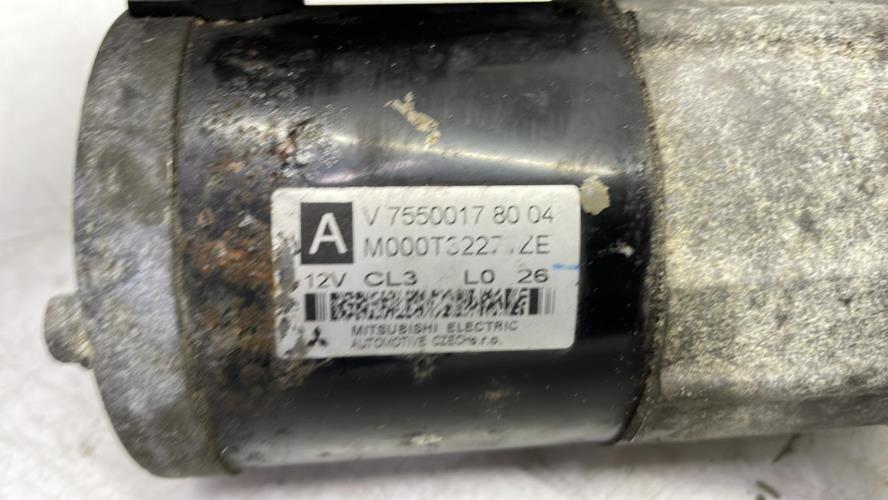 A
V 7550017 80 04
12V CL3 L0 26
MITSUBISHI ELECTRIC
AUTOMOTIVE CZECH s.r.o.